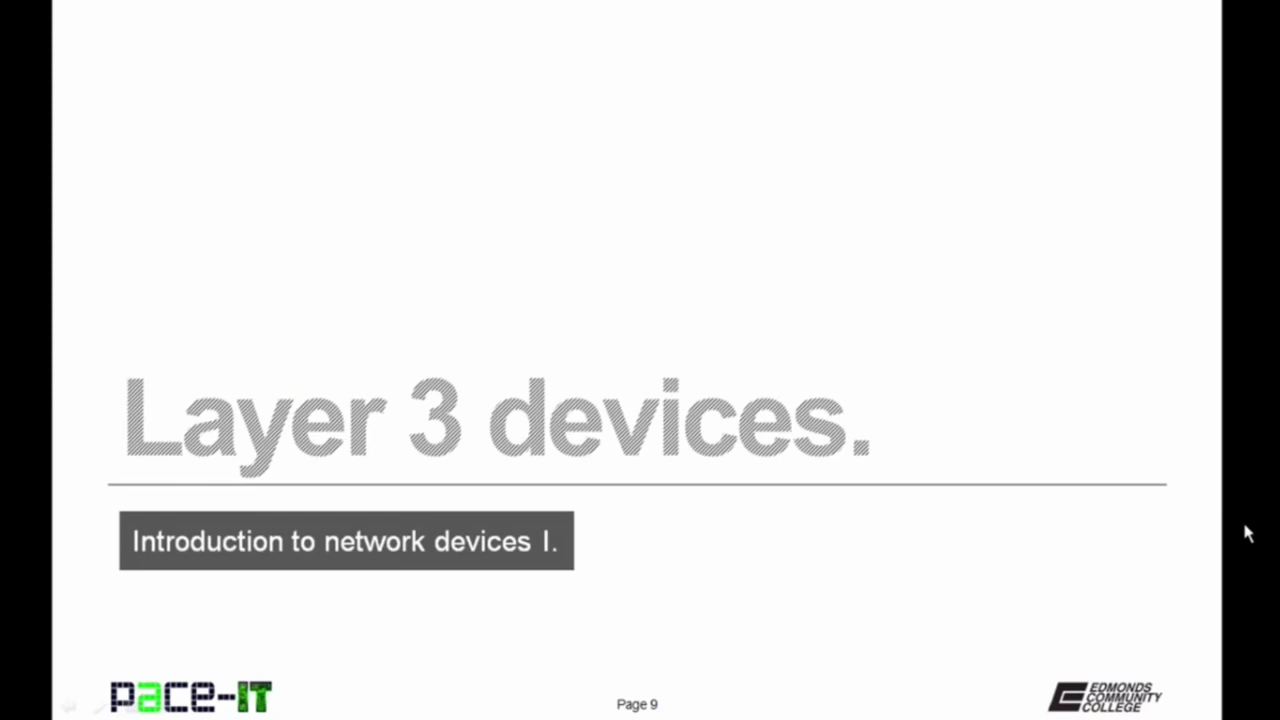 Layer 3 devices.
Introduction to network devices I.
pace-IT
Page 9
EDMONDS
COMMUNITY
COLLEGE